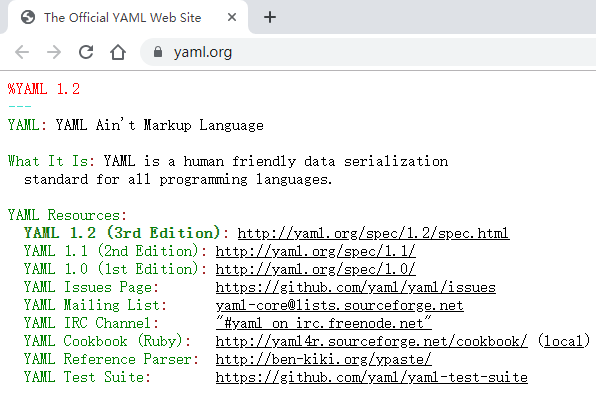 The Official YAML Web Site
yaml.org
%YAML 1.2
---
YAML: YAML Ain't Markup Language
What It Is: YAML is a human friendly data serialization
standard for all programming languages.
YAML Resources:
YAML 1.2 (3rd Edition): http://yaml.org/spec/1.2/spec.html
YAML 1.1 (2nd Edition): http://yaml.org/spec/1.1/
YAML 1.0 (1st Edition): http://yaml.org/spec/1.0/
YAML Issues Page: https://github.com/yaml/yaml/issues
YAML Mailing List: yaml-core@lists.sourceforge.net
YAML IRC Channel: "#yaml on irc.freenode.net"
YAML Cookbook (Ruby): http://yaml4r.sourceforge.net/cookbook/ (local)
YAML Reference Parser: http://ben-kiki.org/ypaste/
YAML Test Suite: https://github.com/yaml/yaml-test-suite